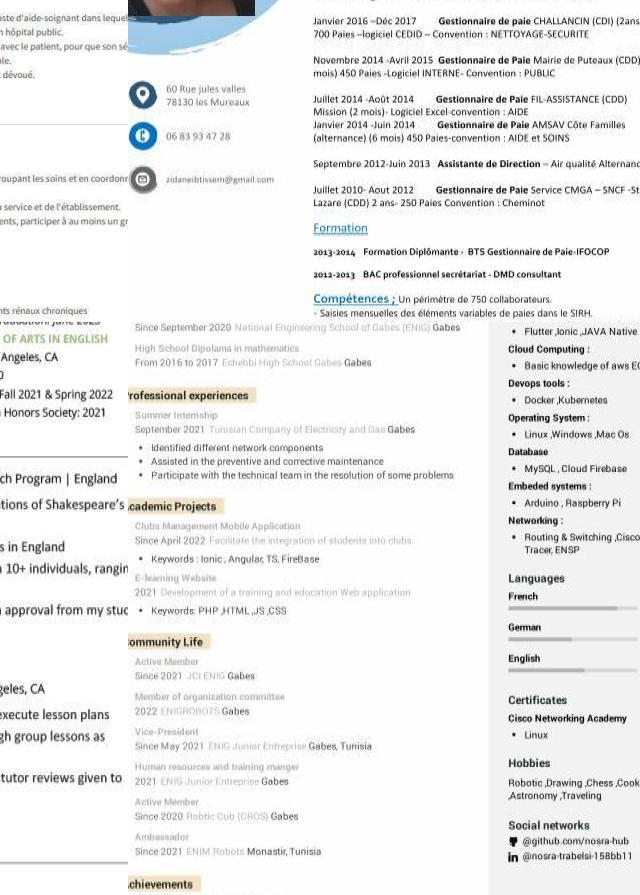 oste d'aide-soignant dans lequel
n hôpital public.
avec le patient, pour que son sé
dévoué.
roupant les soins et en coordonn
service et de l'établissement.
ents, participer à au moins un gr
nts rénaux chroniques
60 Rue jules valles
78130 les Mureaux
06 83 93 47 28
zidaneibtissem@gmail.com
Janvier 2016 –Déc 2017 Gestionnaire de paie CHALLANCIN (CDI) (2ans
700 Paies –logiciel CEDID – Convention : NETTOYAGE-SECURITE
Novembre 2014 -Avril 2015 Gestionnaire de Paie Mairie de Puteaux (CDD)
mois) 450 Paies -Logiciel INTERNE- Convention : PUBLIC
Juillet 2014 -Août 2014 Gestionnaire de Paie FIL-ASSISTANCE (CDD)
Mission (2 mois)- Logiciel Excel-convention : AIDE
Janvier 2014 -Juin 2014 Gestionnaire de Paie AMSAV Côte Familles
(alternance) (6 mois) 450 Paies-convention : AIDE et SOINS
Septembre 2012-Juin 2013 Assistante de Direction – Air qualité Alternanc
Juillet 2010- Aout 2012 Gestionnaire de Paie Service CMGA – SNCF -St
Lazare (CDD) 2 ans- 250 Paies Convention : Cheminot
Formation
2013-2014 Formation Diplômante - BTS Gestionnaire de Paie-IFOCOP
2012-2013 BAC professionnel secrétariat - DMD consultant
Compétences ; Un périmètre de 750 collaborateurs.
- Saisies mensuelles des éléments variables de paies dans le SIRH.
OF ARTS IN ENGLISH
Angeles, CA
0
Fall 2021 & Spring 2022
Honors Society: 2021
ch Program | England
tions of Shakespeare's
s in England
10+ individuals, rangin
approval from my stud
geles, CA
execute lesson plans
gh group lessons as
tutor reviews given to
Since September 2020 National Engineering School of Gabes (ENIG) Gabes
High School Dipolama in mathematics
From 2016 to 2017 Echebbi High School Gabes Gabes
rofessional experiences
Summer Internship
September 2021 Tunisian Company of Electricity and Gas Gabes
• Identified different network components
• Assisted in the preventive and corrective maintenance
• Participate with the technical team in the resolution of some problems
cademic Projects
Clubs Management Mobile Application
Since April 2022 Facilitate the integration of students into clubs
• Keywords : Ionic , Angular, TS, FireBase
E-learning Website
2021 Development of a training and education Web application
• Keywords: PHP ,HTML ,JS ,CSS
ommunity Life
Active Member
Since 2021 JCI ENIG Gabes
Member of organization committee
2022 ENIGROBOTS Gabes
Vice-President
Since May 2021 ENIG Junior Entreprise Gabes, Tunisia
Human resources and training manger
2021 ENIG Junior Entreprise Gabes
Active Member
Since 2020 Robtic Cub (CROS) Gabes
Ambassador
Since 2021 ENIM Robots Monastir, Tunisia
chievements
• Flutter ,Ionic ,JAVA Native
Cloud Computing :
• Basic knowledge of aws EC
Devops tools :
• Docker ,Kubernetes
Operating System :
• Linux ,Windows ,Mac Os
Database
• MySQL , Cloud Firebase
Embeded systems :
• Arduino , Raspberry Pi
Networking :
• Routing & Switching ,Cisco
Tracer, ENSP
Languages
French
German
English
Certificates
Cisco Networking Academy
• Linux
Hobbies
Robotic ,Drawing ,Chess ,Cook
,Astronomy ,Traveling
Social networks
@github.com/nosra-hub
@nosra-trabelsi-158bb11